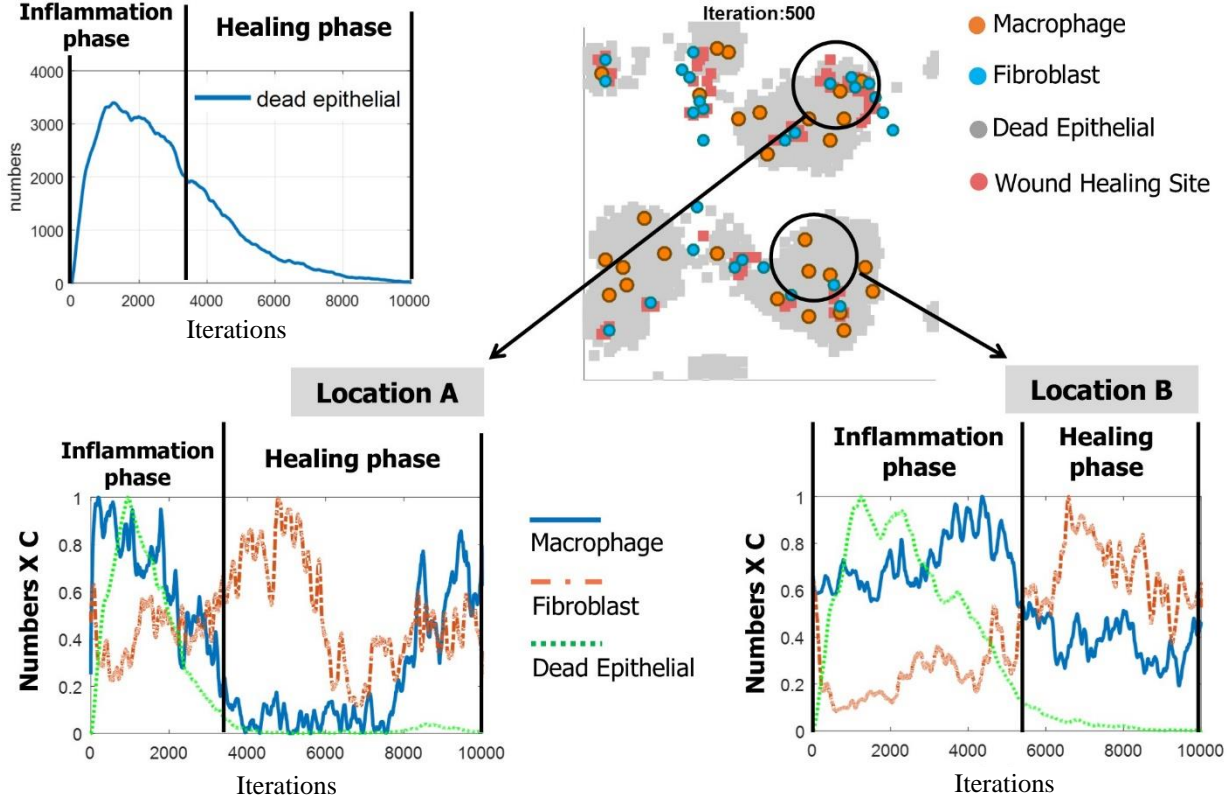 Inflammation
phase
Healing phase
4000
3000
2000
1000
0
numbers
dead epithelial
0 2000 4000 6000 8000 10000
Iterations
Iteration:500
Macrophage
Fibroblast
Dead Epithelial
Wound Healing Site
Location A
Inflammation
phase
Healing phase
1
0.8
0.6
0.4
0.2
0
Numbers X C
0 2000 4000 6000 8000 10000
Iterations
Macrophage
Fibroblast
Dead Epithelial
Location B
Inflammation
phase
Healing
phase
1
0.8
0.6
0.4
0.2
0
Numbers X C
0 2000 4000 6000 8000 10000
Iterations